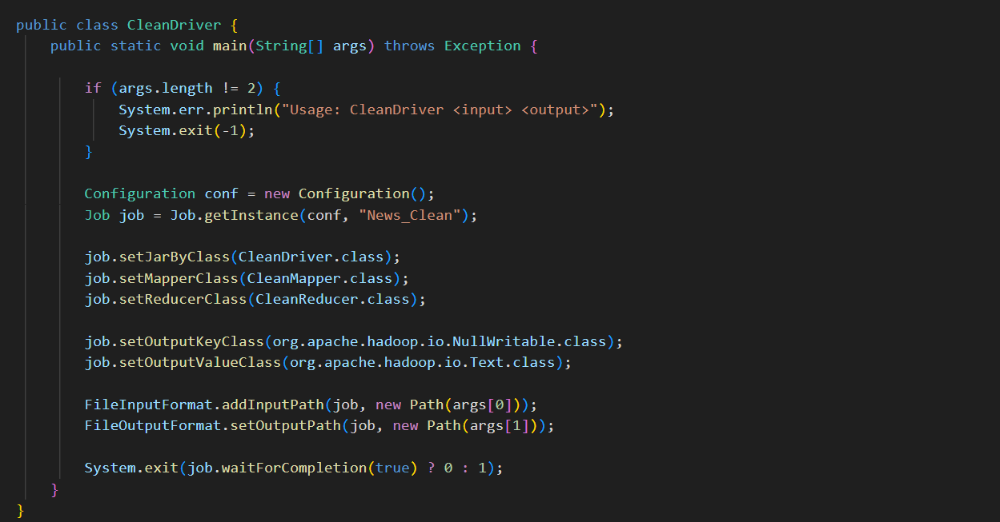 public class CleanDriver {
    public static void main(String[] args) throws Exception {
        if (args.length != 2) {
            System.err.println("Usage: CleanDriver <input> <output>");
            System.exit(-1);
        }
        Configuration conf = new Configuration();
        Job job = Job.getInstance(conf, "News_Clean");
        job.setJarByClass(CleanDriver.class);
        job.setMapperClass(CleanMapper.class);
        job.setReducerClass(CleanReducer.class);
        job.setOutputKeyClass(org.apache.hadoop.io.NullWritable.class);
        job.setOutputValueClass(org.apache.hadoop.io.Text.class);
        FileInputFormat.addInputPath(job, new Path(args[0]));
        FileOutputFormat.setOutputPath(job, new Path(args[1]));
        System.exit(job.waitForCompletion(true) ? 0 : 1);
    }
}